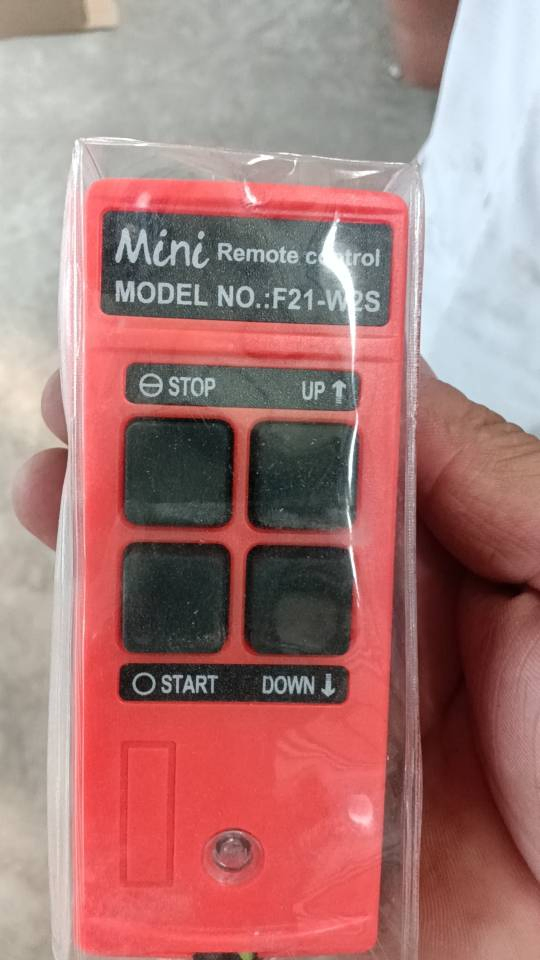 Mini Remote control
MODEL NO.:F21-W2S
STOP UP ↑
START DOWN ↓